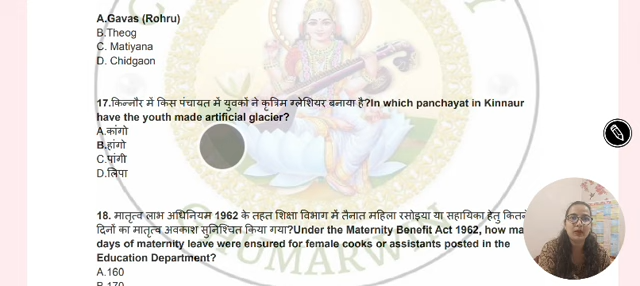 A.Gavas (Rohru)
B.Theog
C. Matiyana
D. Chidgaon
17.किन्नौर में किस पंचायत में युवकों ने कृत्रिम ग्लेशियर बनाया है?In which panchayat in Kinnaur
have the youth made artificial glacier?
A.कांगो
B.हांगो
C.पांगी
D.लिपा
18. मातृत्व लाभ अधिनियम 1962 के तहत शिक्षा विभाग में तैनात महिला रसोइया या सहायिका हेतु
दिनों का मातृत्व अवकाश सुनिश्चित किया गया?Under the Maternity Benefit Act 1962, how
days of maternity leave were ensured for female cooks or assistants posted in the
Education Department?
A.160
B.170